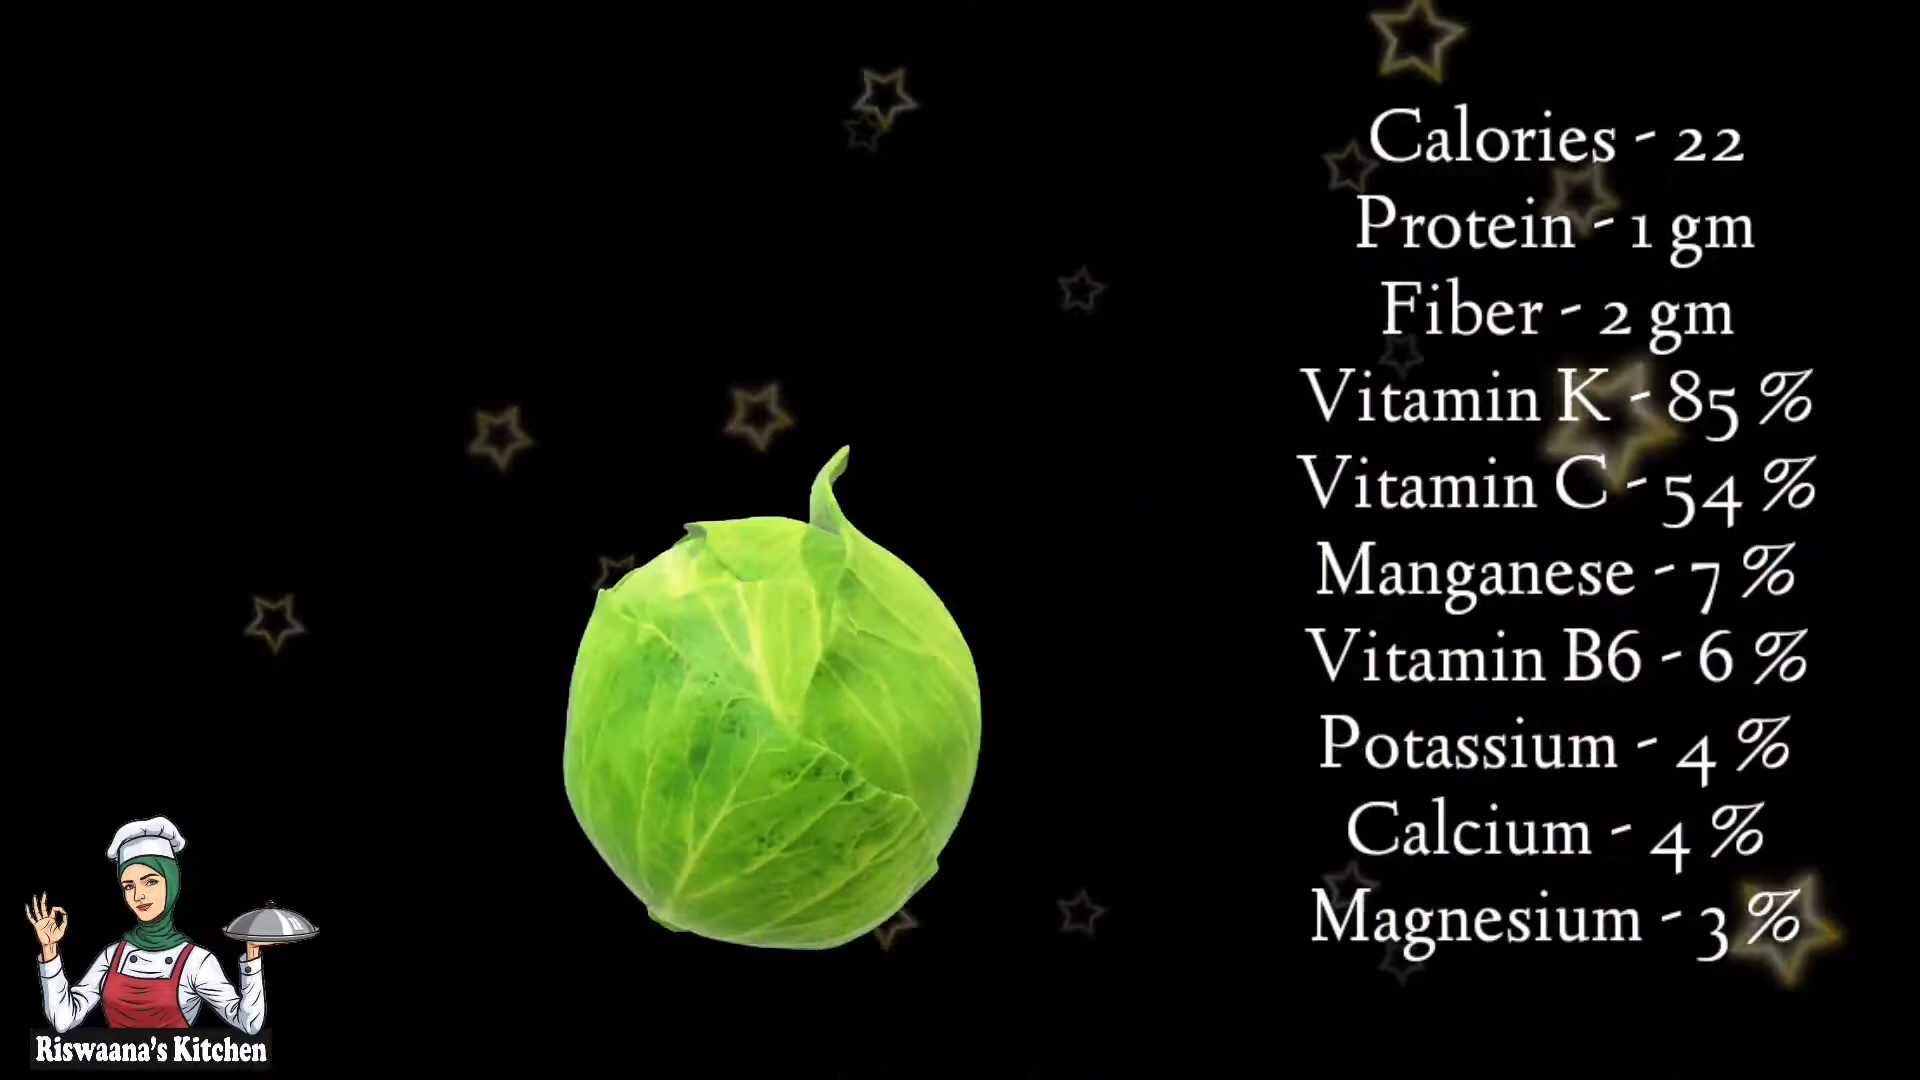 Calories - 22
Protein - 1 gm
Fiber - 2 gm
Vitamin K - 85 %
Vitamin C - 54 %
Manganese - 7 %
Vitamin B6 - 6 %
Potassium - 4 %
Calcium - 4 %
Magnesium - 3 %
Riswaana's Kitchen